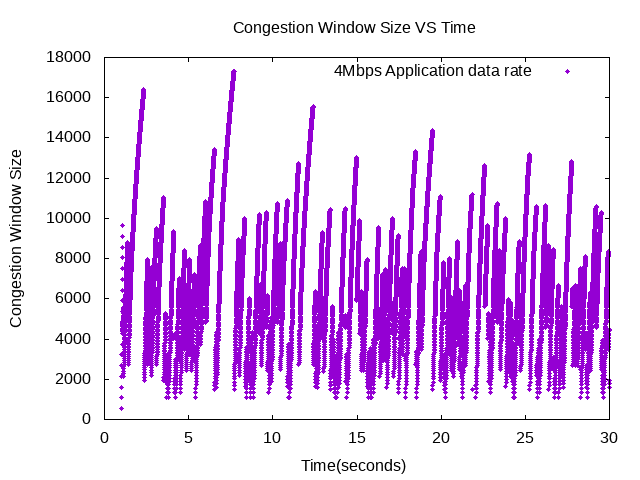 Congestion Window Size VS Time
4Mbps Application data rate
18000
16000
14000
12000
10000
8000
6000
4000
2000
0
Congestion Window Size
0 5 10 15 20 25 30
Time(seconds)